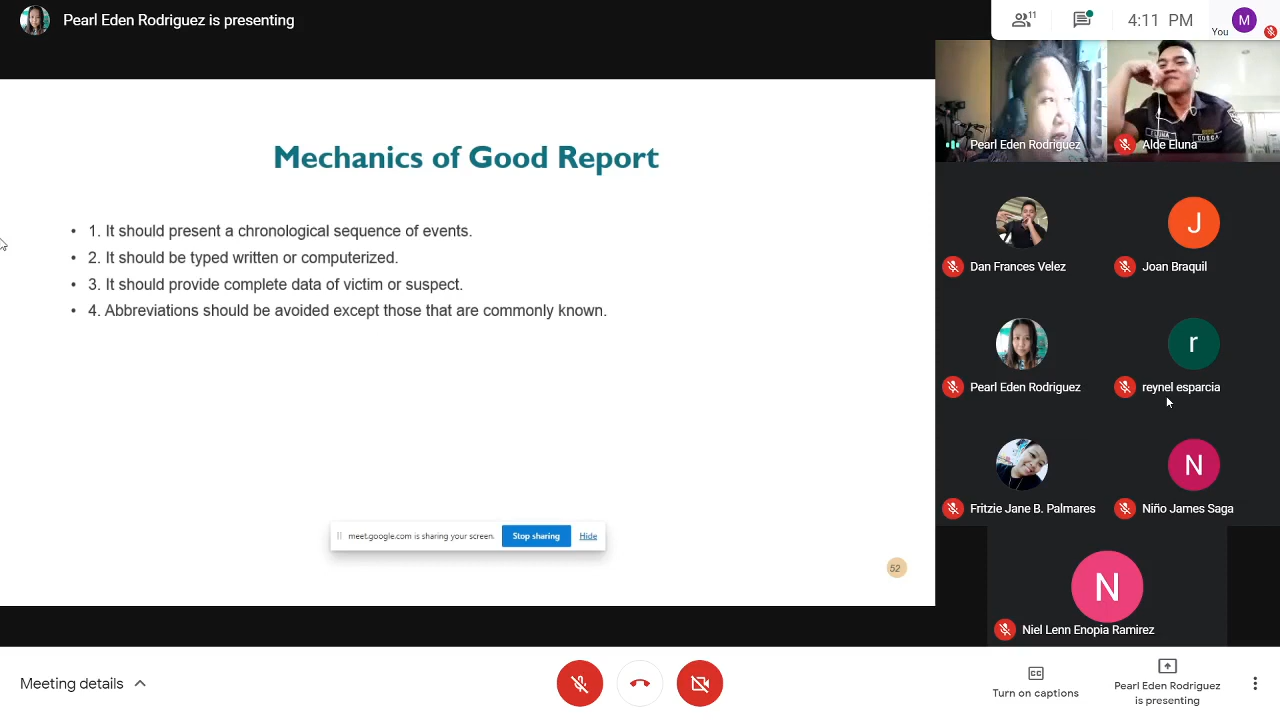 Pearl Eden Rodriguez is presenting
11
4:11 PM
You
M
Mechanics of Good Report
• 1. It should present a chronological sequence of events.
• 2. It should be typed written or computerized.
• 3. It should provide complete data of victim or suspect.
• 4. Abbreviations should be avoided except those that are commonly known.
meet.google.com is sharing your screen.
Stop sharing
Hide
52
Pearl Eden Rodriguez
Alde Eluna
Dan Frances Velez
J
Joan Braquil
Pearl Eden Rodriguez
r
reynel esparcia
Fritzie Jane B. Palmares
N
Niño James Saga
N
Niel Lenn Enopia Ramirez
Meeting details
CC
Turn on captions
Pearl Eden Rodriguez
is presenting